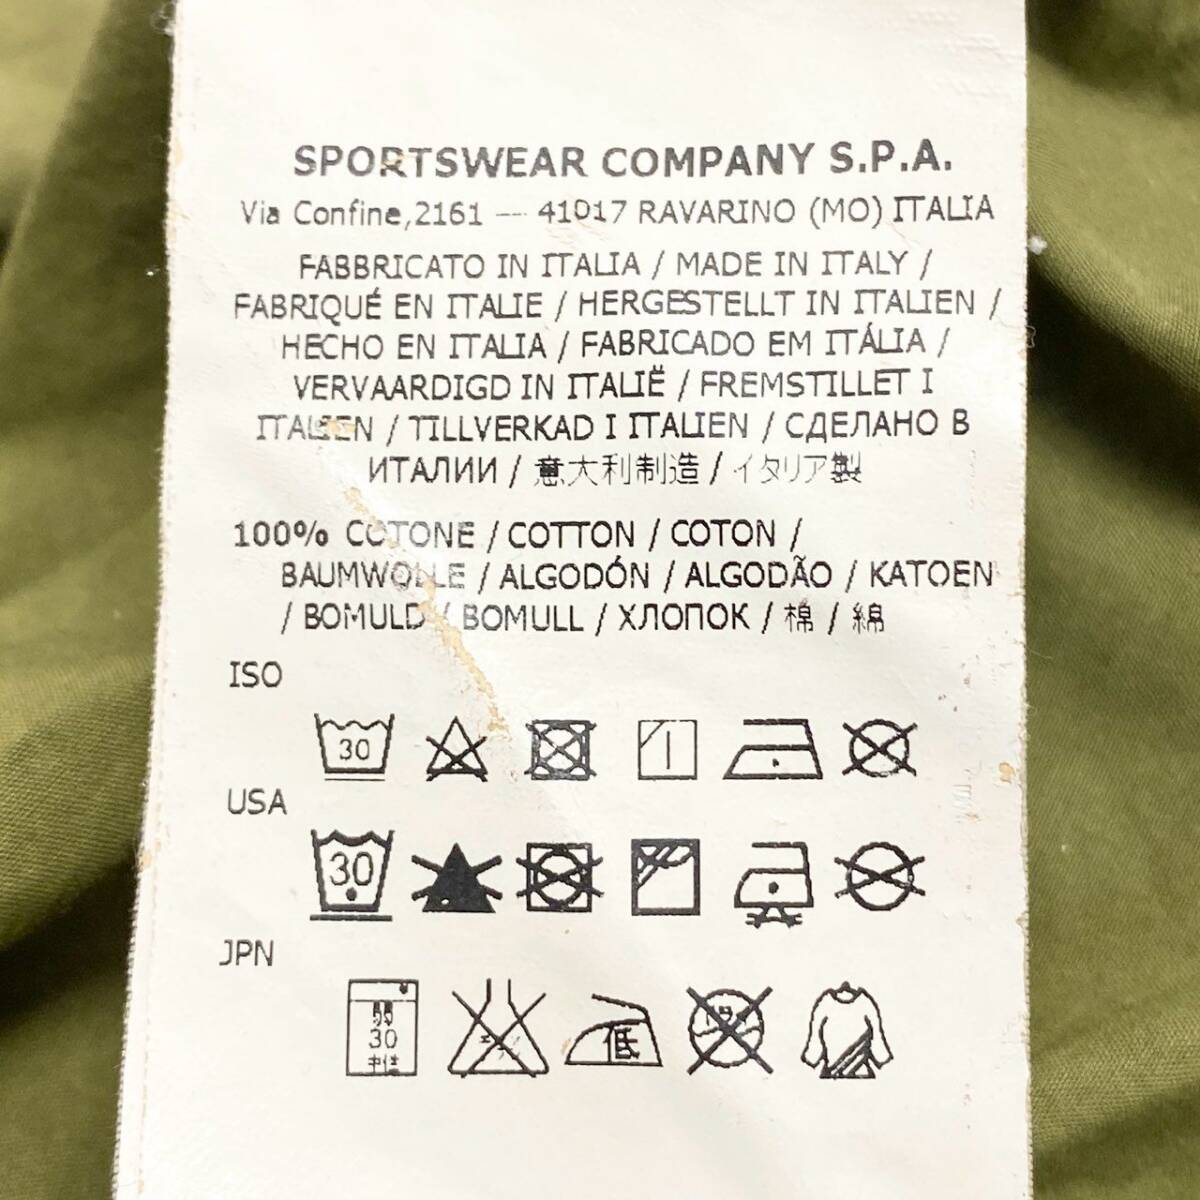 SPORTSWEAR COMPANY S.P.A.
Via Confine,2161 — 41017 RAVARINO (MO) ITALIA
FABBRICATO IN ITALIA / MADE IN ITALY /
FABRIQUÉ EN ITALIE / HERGESTELLT IN ITALIEN /
HECHO EN ITALIA / FABRICADO EM ITÁLIA /
VERVAARDIGD IN ITALIË / FREMSTILLET I
ITALIEN / TILLVERKAD I ITALIEN / СДЕЛАНО В
ИТАЛИИ / 意大利制造 / イタリア製
100% COTONE / COTTON / COTON /
BAUMWOLLE / ALGODÓN / ALGODÃO / KATOEN
/ BOMULD / BOMULL / ХЛОПОК / 棉 / 綿
ISO
30
USA
30
JPN
弱
30
中性
低